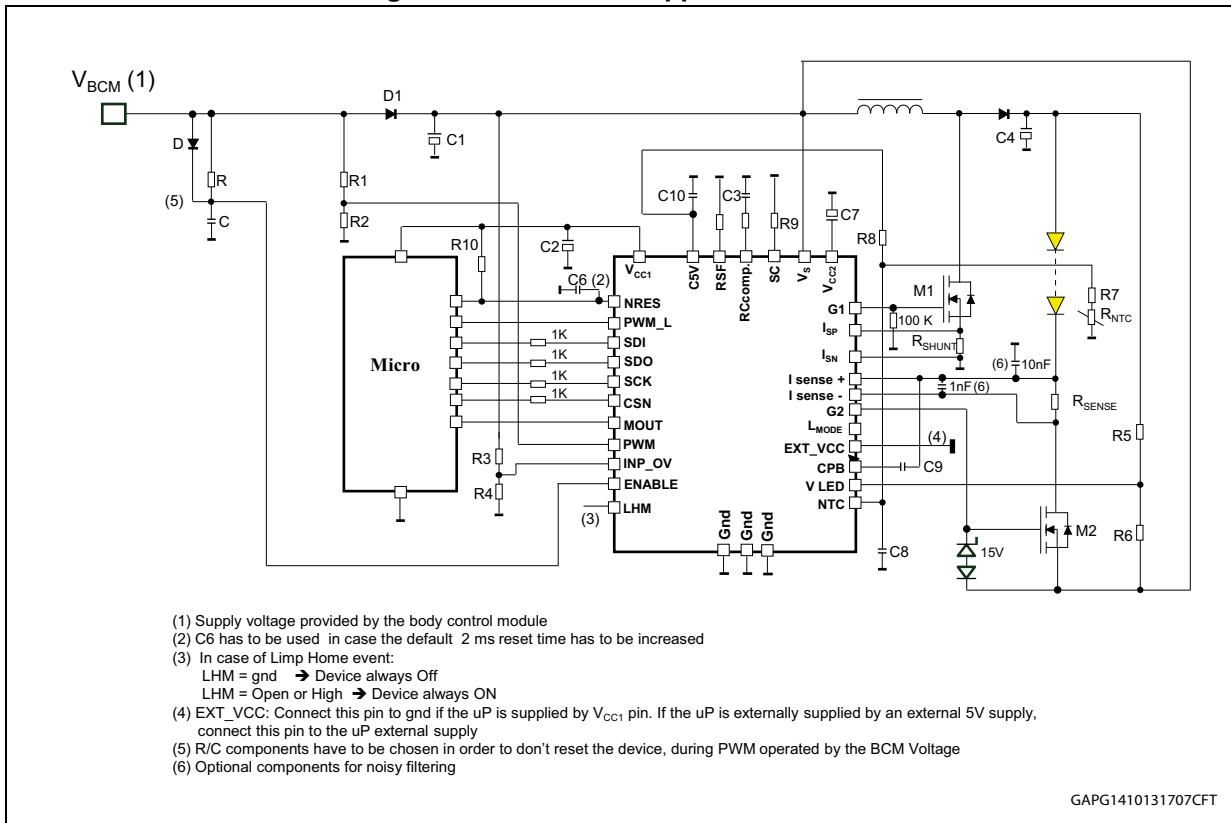 V_BCM (1)
D1
D
R
C1
(5)
C
R1
R2
C4
C10
C3
R9
C7
R8
R10
C2
C6 (2)
V_CC1
C5V
RSF
RCcomp.
SC
V_S
V_CC2
Micro
NRES
PWM_L
SDI
SDO
SCK
CSN
MOUT
PWM
INP_OV
ENABLE
LHM
1K
1K
1K
1K
R3
R4
(3)
Gnd
Gnd
Gnd
G1
I_SP
I_SN
I sense +
I sense -
G2
L_MODE
EXT_VCC
CPB
V LED
NTC
M1
100 K
R_SHUNT
R7
R_NTC
(6) 10nF
1nF (6)
R_SENSE
(4)
C9
R5
M2
R6
15V
C8
(1) Supply voltage provided by the body control module
(2) C6 has to be used in case the default 2 ms reset time has to be increased
(3) In case of Limp Home event:
LHM = gnd ➔ Device always Off
LHM = Open or High ➔ Device always ON
(4) EXT_VCC: Connect this pin to gnd if the uP is supplied by V_CC1 pin. If the uP is externally supplied by an external 5V supply,
connect this pin to the uP external supply
(5) R/C components have to be chosen in order to don't reset the device, during PWM operated by the BCM Voltage
(6) Optional components for noisy filtering
GAPG1410131707CFT